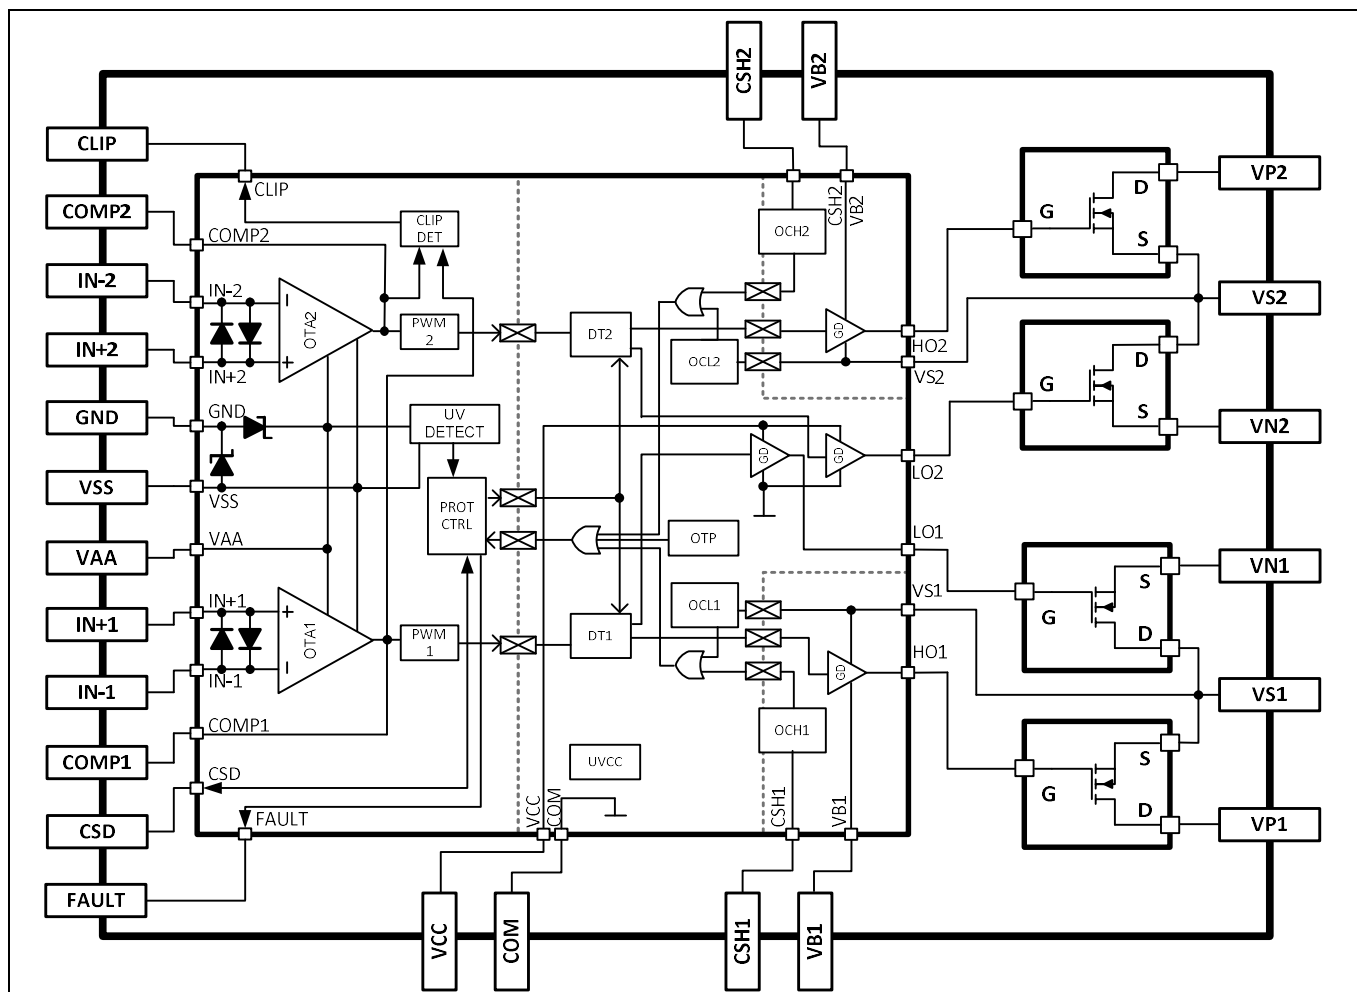 CSH2
VB2
CLIP
COMP2
IN-2
IN+2
GND
VSS
VAA
IN+1
IN-1
COMP1
CSD
FAULT
CLIP
COMP2
IN-2
IN+2
GND
VSS
VAA
IN+1
IN-1
COMP1
CSD
FAULT
OTA2
OTA1
CLIP
DET
PWM
2
UV
DETECT
PROT
CTRL
PWM
1
DT2
DT1
OCH2
CSH2
VB2
OCL2
GD
GD
GD
OTP
OCL1
GD
OCH1
UVCC
VCC
COM
CSH1
VB1
HO2
VS2
LO2
LO1
VS1
HO1
G
D
S
G
D
S
G
S
D
G
S
D
VP2
VS2
VN2
VN1
VS1
VP1
VCC
COM
CSH1
VB1